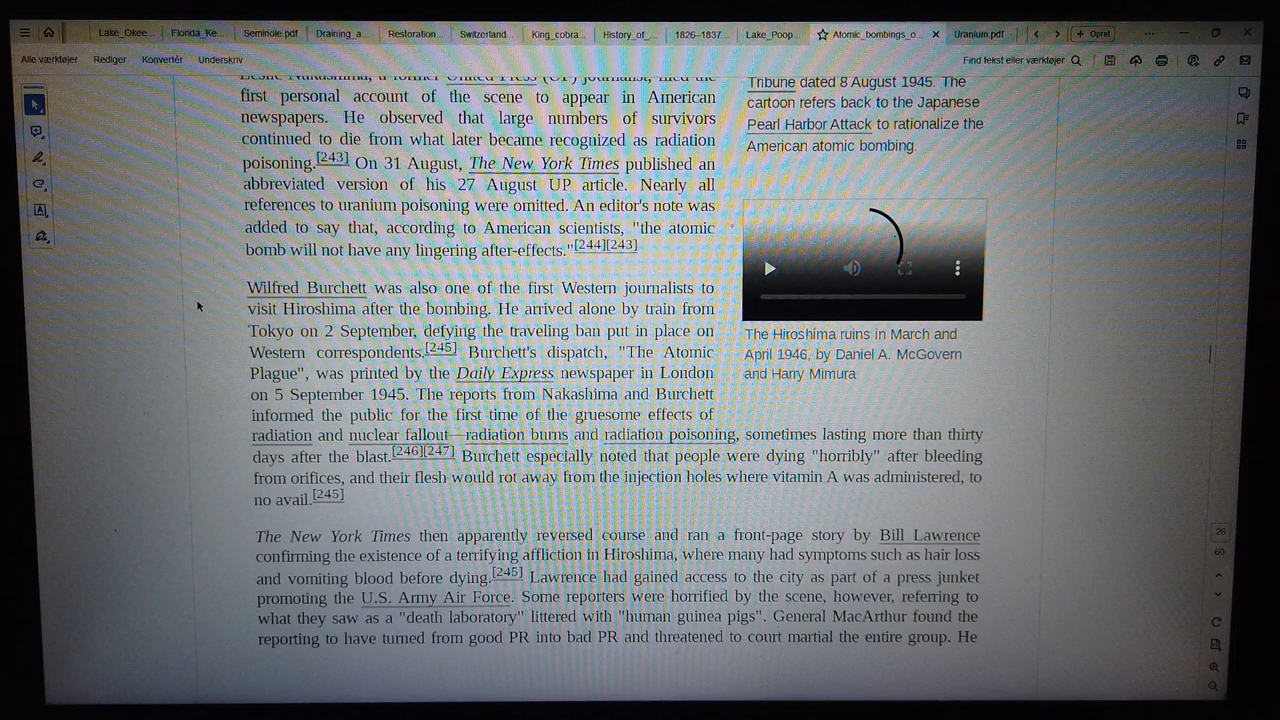 Lake_Okee... Florida_Ke... Seminole.pdf Draining_a... Restoration... Switzerland... King_cobra... History_of_... 1826–1837... Lake_Poop... Atomic_bombings_o... Uranium.pdf + Opret
Alle værktøjer Rediger Konvertér Underskriv Find tekst eller værktøjer
Leslie Nakashima, a former United Press (UP) journalist, filed the
first personal account of the scene to appear in American
newspapers. He observed that large numbers of survivors
continued to die from what later became recognized as radiation
poisoning.[243] On 31 August, The New York Times published an
abbreviated version of his 27 August UP article. Nearly all
references to uranium poisoning were omitted. An editor's note was
added to say that, according to American scientists, "the atomic
bomb will not have any lingering after-effects."[244][243]
Tribune dated 8 August 1945. The
cartoon refers back to the Japanese
Pearl Harbor Attack to rationalize the
American atomic bombing.
The Hiroshima ruins in March and
April 1946, by Daniel A. McGovern
and Harry Mimura
Wilfred Burchett was also one of the first Western journalists to
visit Hiroshima after the bombing. He arrived alone by train from
Tokyo on 2 September, defying the traveling ban put in place on
Western correspondents.[245] Burchett's dispatch, "The Atomic
Plague", was printed by the Daily Express newspaper in London
on 5 September 1945. The reports from Nakashima and Burchett
informed the public for the first time of the gruesome effects of
radiation and nuclear fallout—radiation burns and radiation poisoning, sometimes lasting more than thirty
days after the blast.[246][247] Burchett especially noted that people were dying "horribly" after bleeding
from orifices, and their flesh would rot away from the injection holes where vitamin A was administered, to
no avail.[245]
The New York Times then apparently reversed course and ran a front-page story by Bill Lawrence
confirming the existence of a terrifying affliction in Hiroshima, where many had symptoms such as hair loss
and vomiting blood before dying.[245] Lawrence had gained access to the city as part of a press junket
promoting the U.S. Army Air Force. Some reporters were horrified by the scene, however, referring to
what they saw as a "death laboratory" littered with "human guinea pigs". General MacArthur found the
reporting to have turned from good PR into bad PR and threatened to court martial the entire group. He
26
60